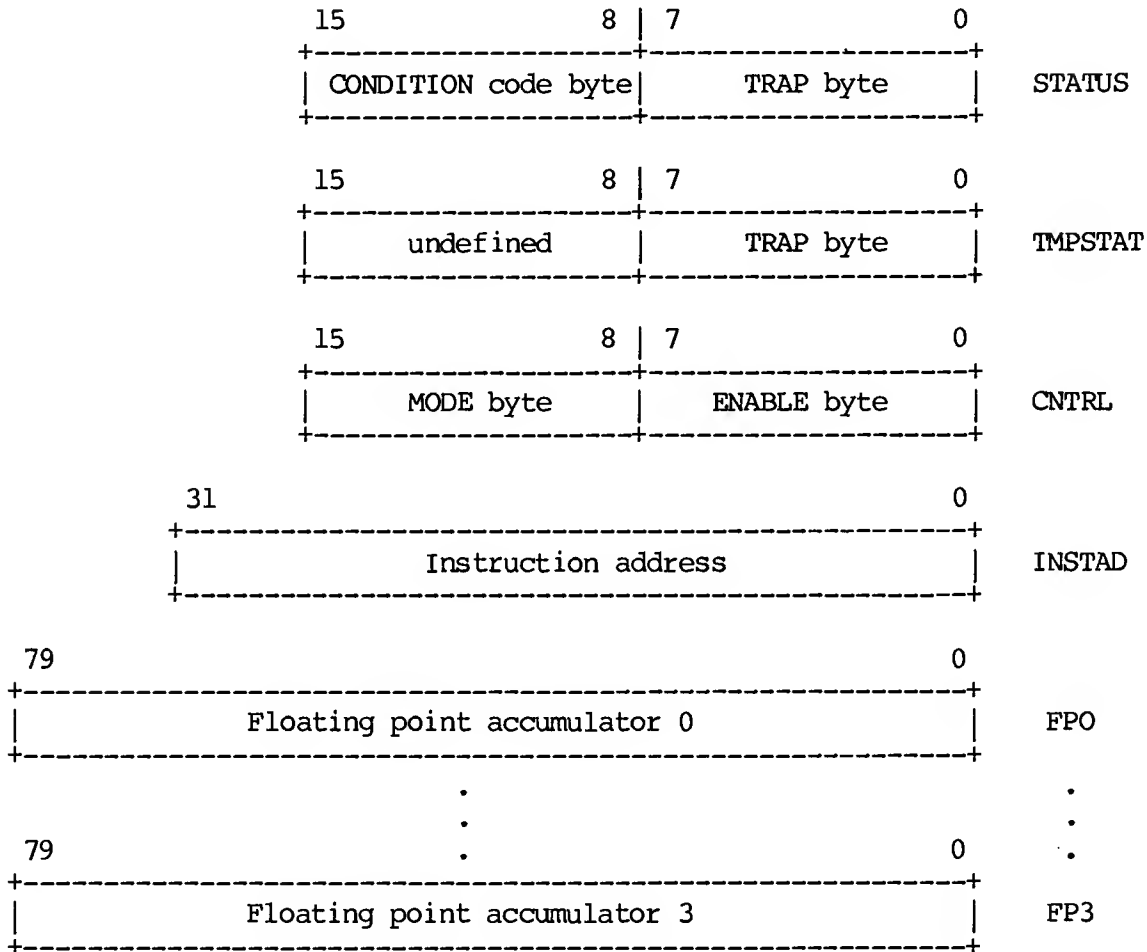 15 8 | 7 0
+------------------+------------------+
| CONDITION code byte| TRAP byte | STATUS
+------------------+------------------+
15 8 | 7 0
+------------------+------------------+
| undefined | TRAP byte | TMPSTAT
+------------------+------------------+
15 8 | 7 0
+------------------+------------------+
| MODE byte | ENABLE byte | CNTRL
+------------------+------------------+
31 0
+--------------------------------------------+
| Instruction address | INSTAD
+--------------------------------------------+
79 0
+-----------------------------------------------------+
| Floating point accumulator 0 | FP0
+-----------------------------------------------------+
. .
. .
79 . 0 .
+-----------------------------------------------------+
| Floating point accumulator 3 | FP3
+-----------------------------------------------------+